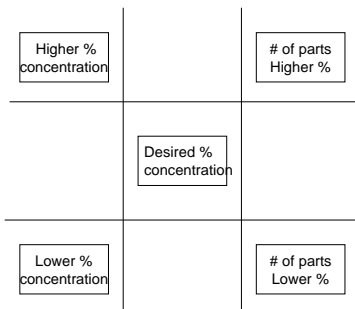 Higher %
concentration
# of parts
Higher %
Desired %
concentration
Lower %
concentration
# of parts
Lower %